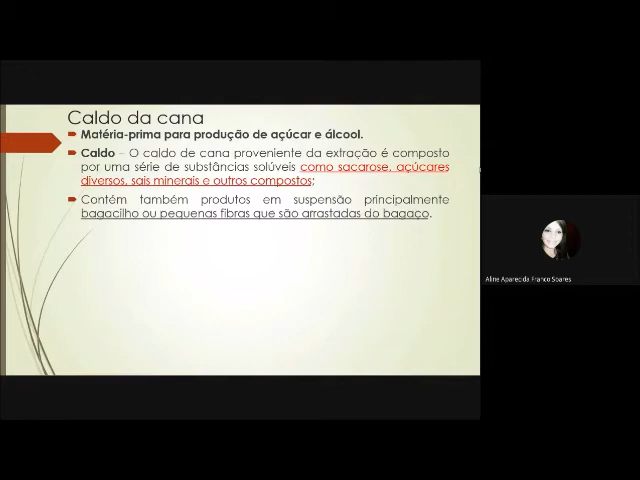 Caldo da cana
Matéria-prima para produção de açúcar e álcool.
Caldo – O caldo de cana proveniente da extração é composto
por uma série de substâncias solúveis como sacarose, açúcares
diversos, sais minerais e outros compostos;
Contém também produtos em suspensão principalmente
bagacilho ou pequenas fibras que são arrastadas do bagaço.
Aline Aparecida Franco Soares